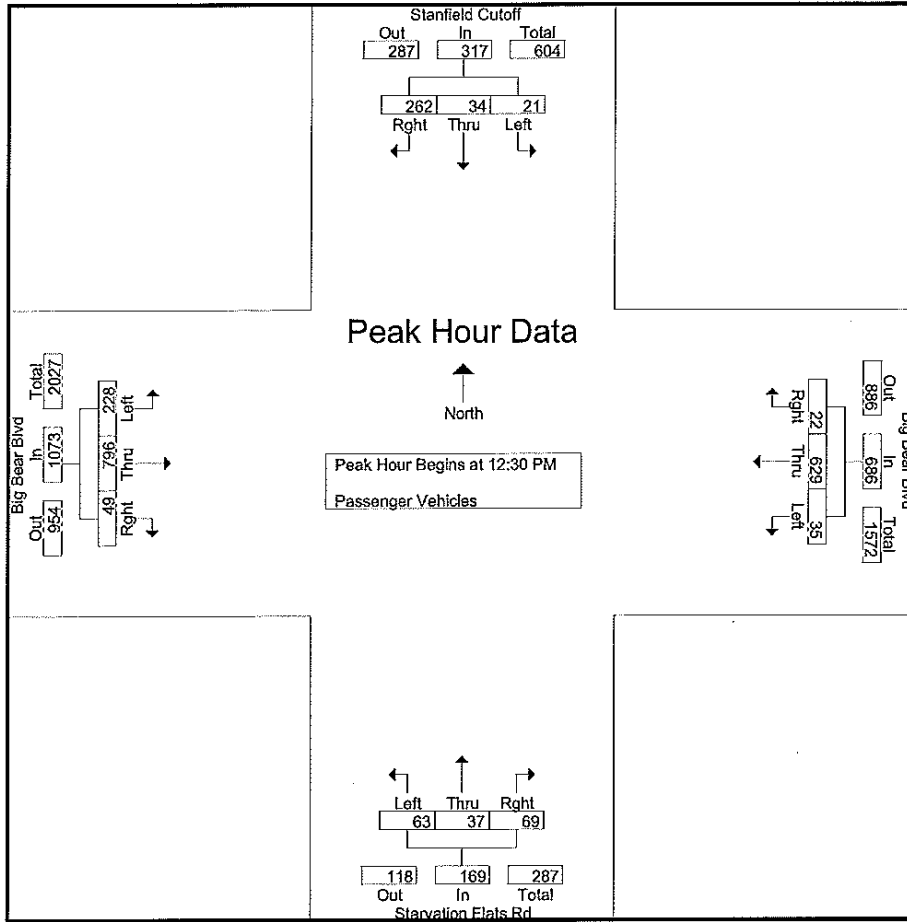 Stanfield Cutoff
Out In Total
287 317 604
262 34 21
Rght Thru Left
Peak Hour Data
North
Peak Hour Begins at 12:30 PM
Passenger Vehicles
Big Bear Blvd
Out In Total
954 1073 2027
49 796 228
Rght Thru Left
Big Bear Blvd
Out In Total
886 686 1572
22 629 35
Rght Thru Left
Left Thru Rght
63 37 69
118 169 287
Out In Total
Starvation Flats Rd